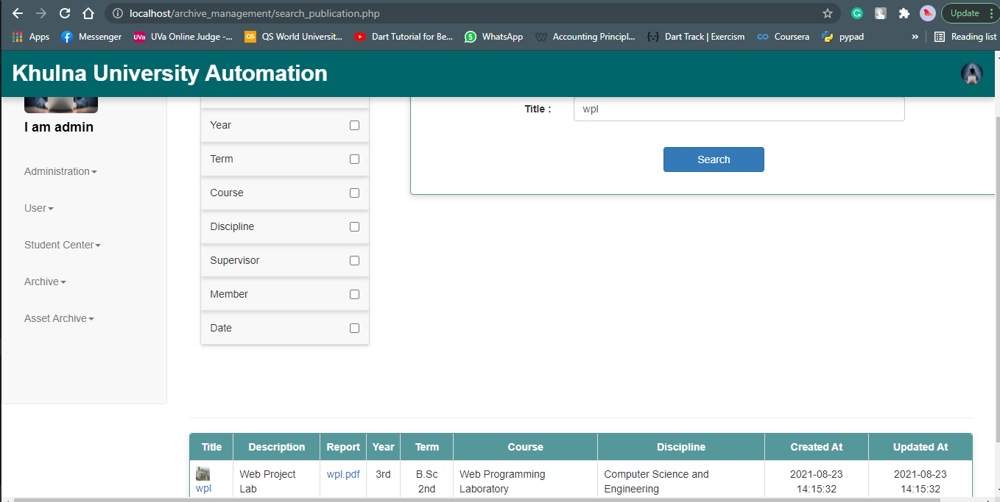 localhost/archive_management/search_publication.php
Update
Apps
Messenger
UVa UVa Online Judge -...
QS QS World Universit...
Dart Tutorial for Be...
5 WhatsApp
W Accounting Principl...
Dart Track | Exercism
Coursera
pypad
»
Reading list
Khulna University Automation
I am admin
Administration
User
Student Center
Archive
Asset Archive
Year
Term
Course
Discipline
Supervisor
Member
Date
Title :
wpl
Search
Title Description Report Year Term Course Discipline Created At Updated At
wpl
Web Project
Lab
wpl.pdf
3rd
B.Sc
2nd
Web Programming
Laboratory
Computer Science and
Engineering
2021-08-23
14:15:32
2021-08-23
14:15:32